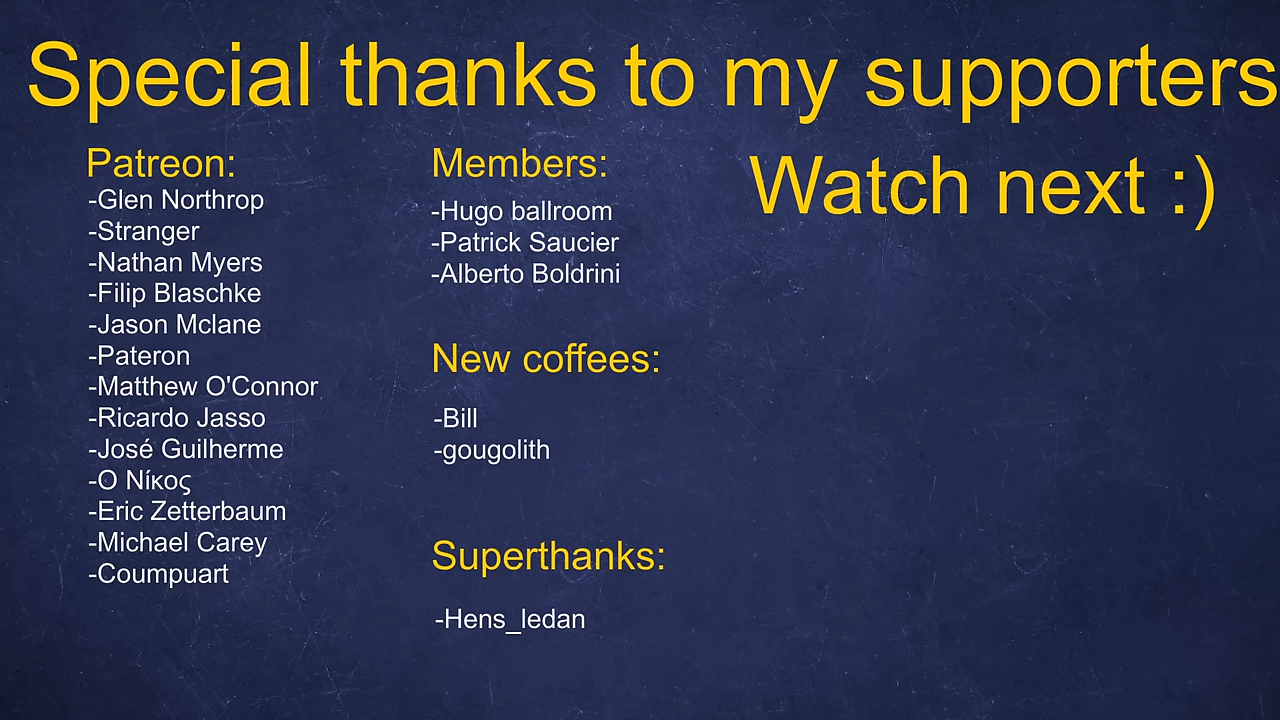 Special thanks to my supporters
Patreon:
-Glen Northrop
-Stranger
-Nathan Myers
-Filip Blaschke
-Jason Mclane
-Pateron
-Matthew O'Connor
-Ricardo Jasso
-José Guilherme
-Ο Νίκος
-Eric Zetterbaum
-Michael Carey
-Coumpuart
Members:
-Hugo ballroom
-Patrick Saucier
-Alberto Boldrini
New coffees:
-Bill
-gougolith
Superthanks:
-Hens_ledan
Watch next :)